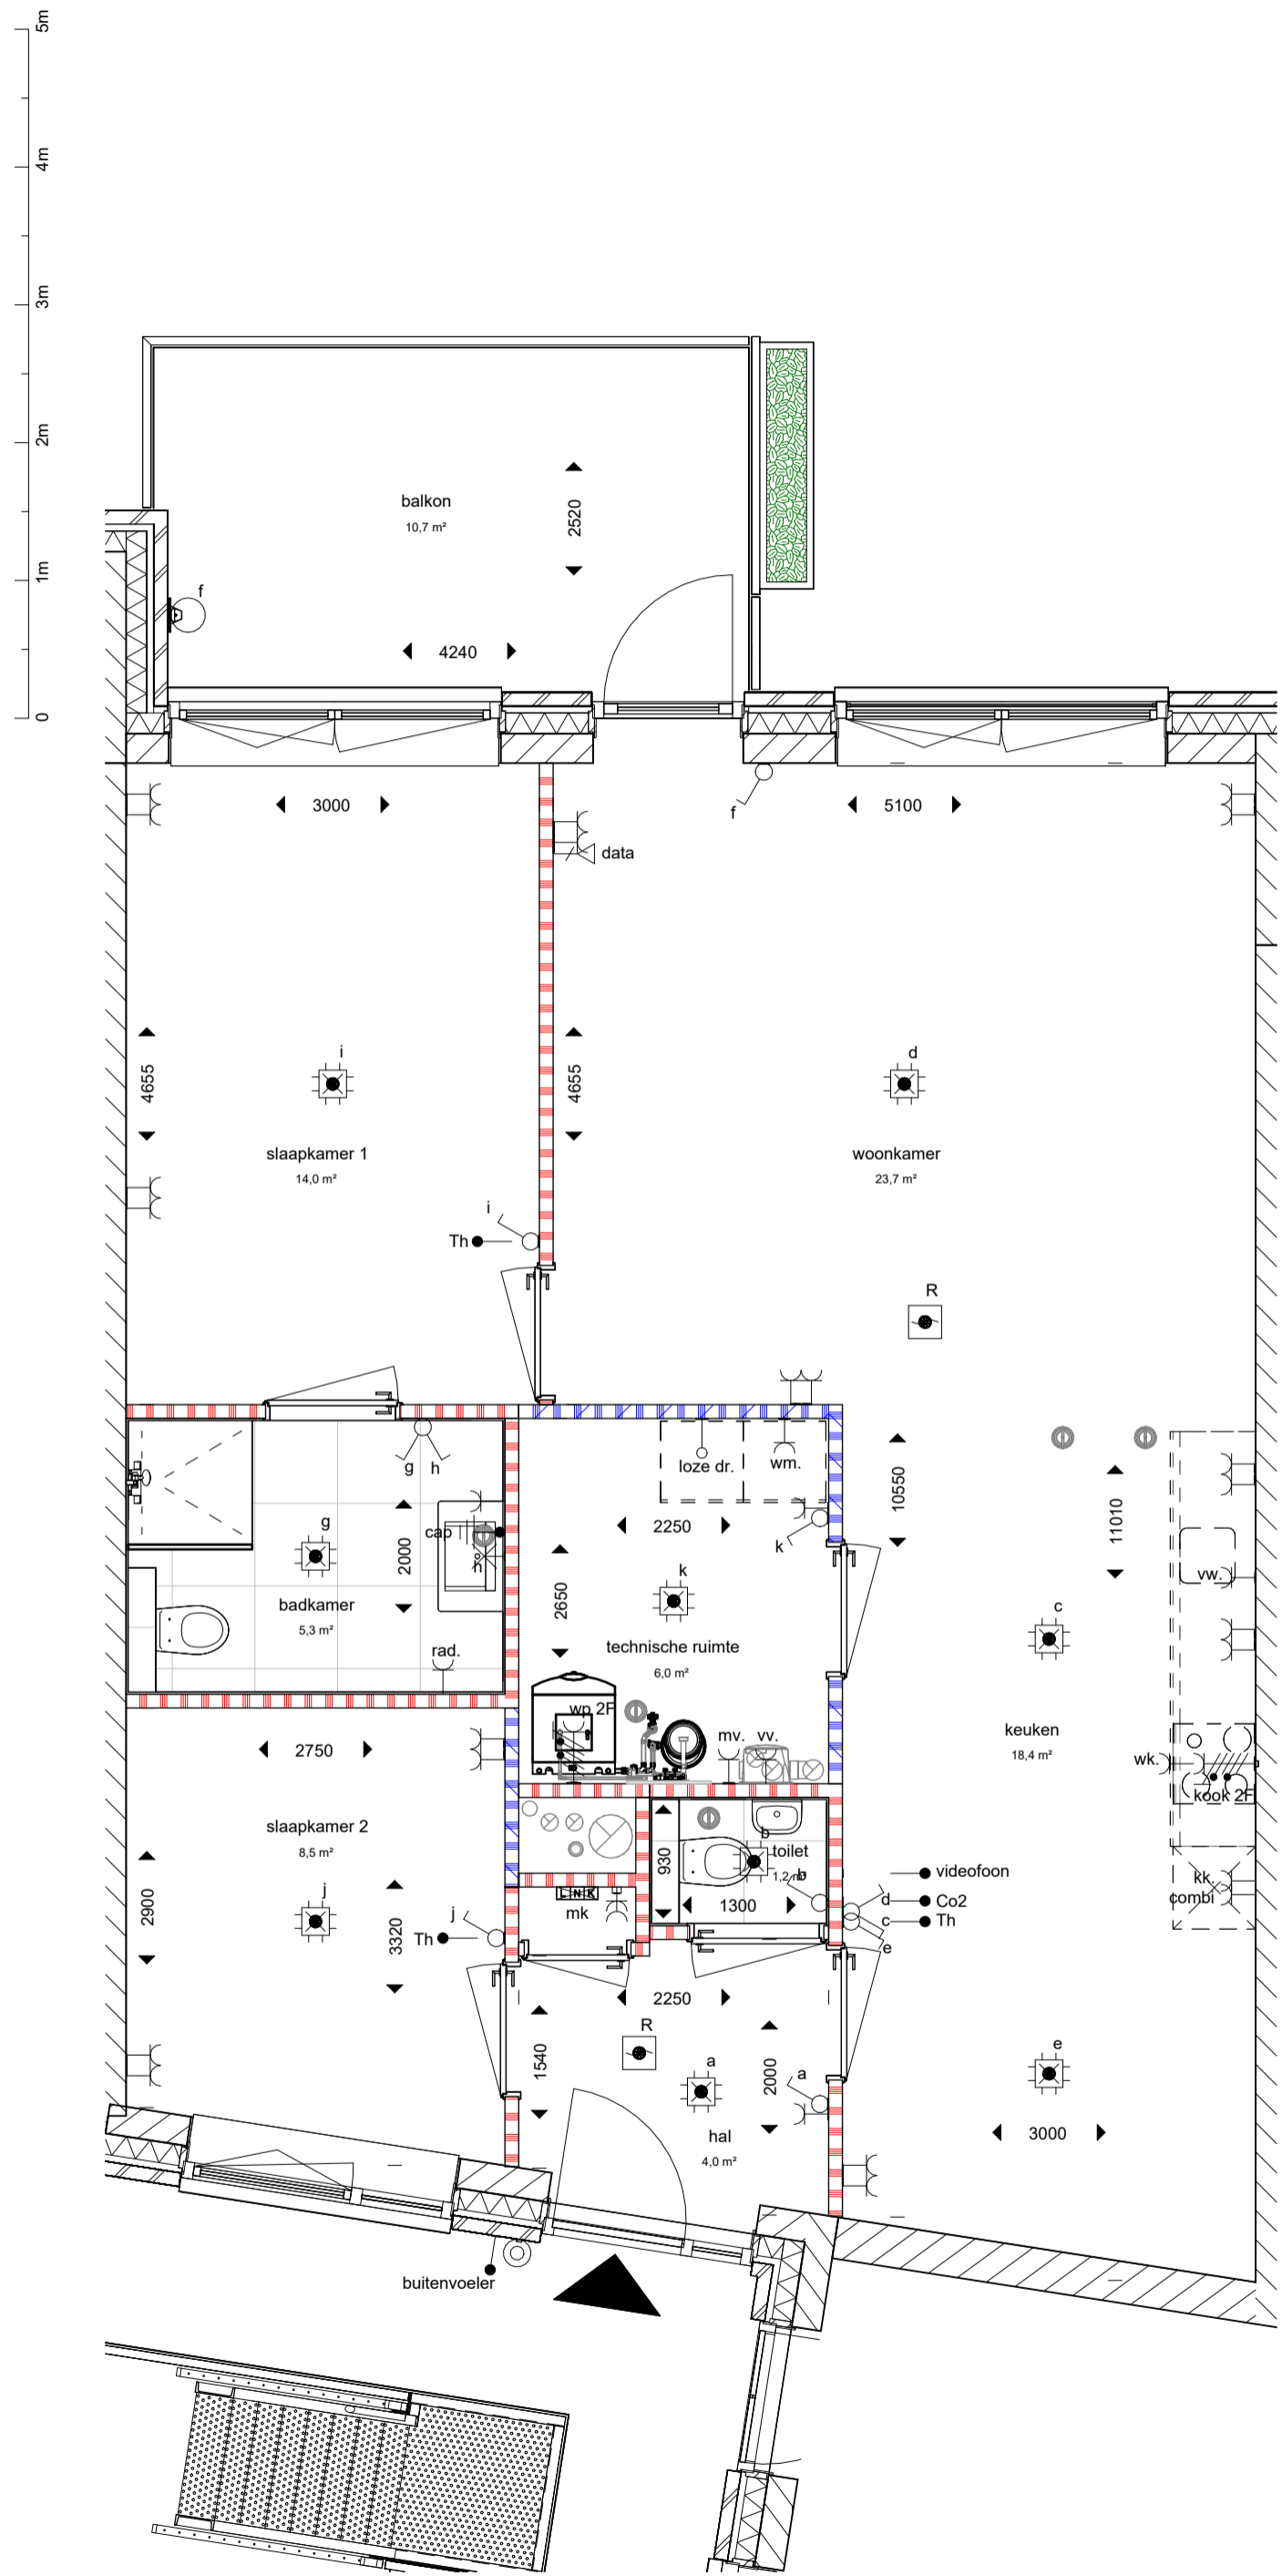 5m
4m
3m
2m
1m
0
balkon
10,7 m²
2520
4240
f
3000
f
5100
data
i
d
4655
4655
slaapkamer 1
14,0 m²
woonkamer
23,7 m²
i
Th
R
g h
loze dr.
wm.
10550
11010
2250
k
g
2000
cap
h
k
vw.
2650
badkamer
5,3 m²
c
technische ruimte
6,0 m²
rad.
wp 2F
mv.
vv.
keuken
18,4 m²
2750
wk.
kook 2F
slaapkamer 2
8,5 m²
b
toilet
1,2 m²
b
930
videofoon
kk.
combi
L N K
j
2900
1300
d
Co2
mk
j
3320
Th
c
Th
e
2250
R
1540
a
2000
a
e
hal
4,0 m²
3000
buitenvoeler